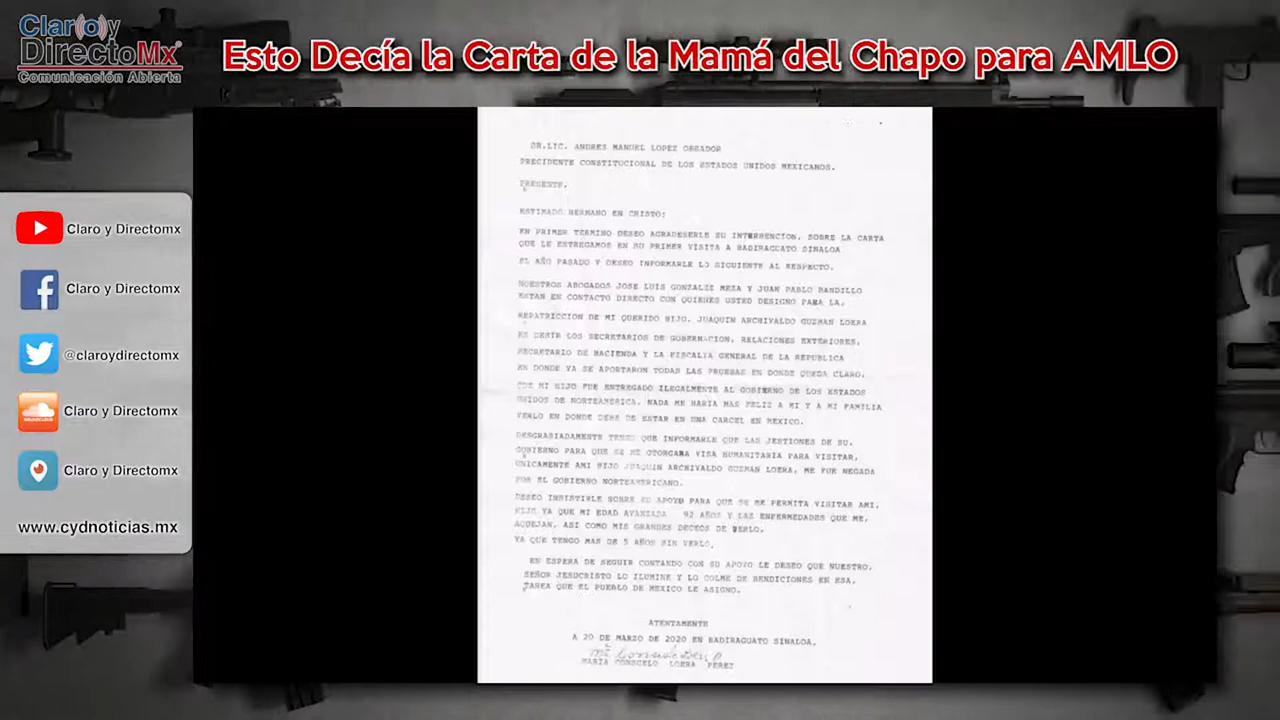 Claro y
DirectoMx
Comunicación Abierta
Esto Decía la Carta de la Mamá del Chapo para AMLO
Claro y Directomx
Claro y Directomx
@claroydirectomx
Claro y Directomx
Claro y Directomx
www.cydnoticias.mx
SR.LIC. ANDRES MANUEL LOPEZ OBRADOR
PRECIDENTE CONSTITUCIONAL DE LOS ESTADOS UNIDOS MEXICANOS.
PRESENTE.
ESTIMADO HERMANO EN CRISTO:
EN PRIMER TERMINO DESEO AGRADESERLE SU INTERBENCION, SOBRE LA CARTA
QUE LE ESTREGAMOS EN SU PRIMER VISITA A BADIRAGUATO SINALOA
EL AÑO PASADO Y DESEO INFORMARLE LO SIGUIENTE AL RESPECTO.
NUESTROS ABOGADOS JOSE LUIS GONZALEZ MEZA Y JUAN PABLO BANDILLO
ESTAN EN CONTACTO DIRECTO CON QUIENES USTED DESIGNO PARA LA,
REPATRICCION DE MI QUERIDO HIJO. JUAQUIN ARCHIVALDO GUZMAN LOERA
ES DESIR LOS SECRETARIOS DE GOBERNACION, RELACIONES EXTERIORES,
SECRETARIO DE HACIENDA Y LA FISCALIA GENERAL DE LA REPUBLICA
EN DONDE YA SE APORTARON TODAS LAS PRUEBAS EN DONDE QUEDA CLARO,
QUE MI HIJO FUE ENTREGADO ILEGALMENTE AL GOBIERNO DE LOS ESTADOS
UNIDOS DE NORTEAMERICA. NADA ME HARIA MAS FELIZ A MI Y A MI FAMILIA
VERLO EN DONDE DEBE DE ESTAR EN UNA CARCEL EN MEXICO.
DESGRASIADAMENTE TENGO QUE INFORMARLE QUE LAS JESTIONES DE SU,
GOBIERNO PARA QUE SE ME OTORGARA VISA HUMANITARIA PARA VISITAR,
UNICAMENTE AMI HIJO JUAQUIN ARCHIVALDO GUZMAN LOERA, ME FUE NEGADA
POR EL GOBIERNO NORTEAMERICANO.
DESEO INSISTIRLE SOBRE SU APOYO PARA QUE SE ME PERMITA VISITAR AMI,
HIJO YA QUE MI EDAD AVANZADA 92 AÑOS Y LAS ENFERMEDADES QUE ME,
AQUEJAN, ASI COMO MIS GRANDES DECEOS DE VERLO.
YA QUE TENGO MAS DE 5 AÑOS SIN VERLO,
EN ESPERA DE SEGUIR CONTANDO CON SU APOYO LE DESEO QUE NUESTRO,
SEÑOR JESUCRISTO LO ILUMINE Y LO COLME DE BENDICIONES EN ESA,
TAREA QUE EL PUEBLO DE MEXICO LE ASIGNO.
ATENTAMENTE
A 20 DE MARZO DE 2020 EN BADIRAGUATO SINALOA.
MARIA CONSUELO LOERA PEREZ